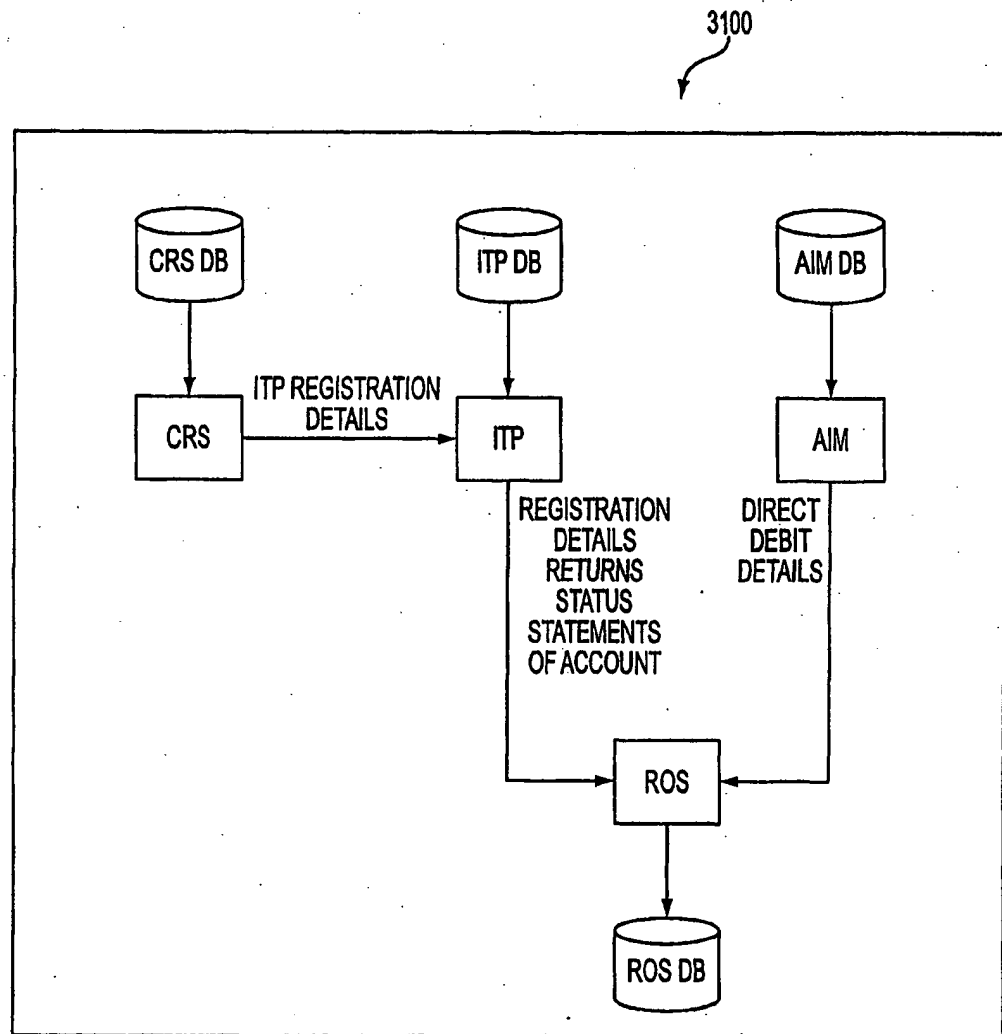 3100
CRS DB
ITP DB
AIM DB
ITP REGISTRATION
DETAILS
CRS
ITP
AIM
REGISTRATION
DETAILS
RETURNS
STATUS
STATEMENTS
OF ACCOUNT
DIRECT
DEBIT
DETAILS
ROS
ROS DB